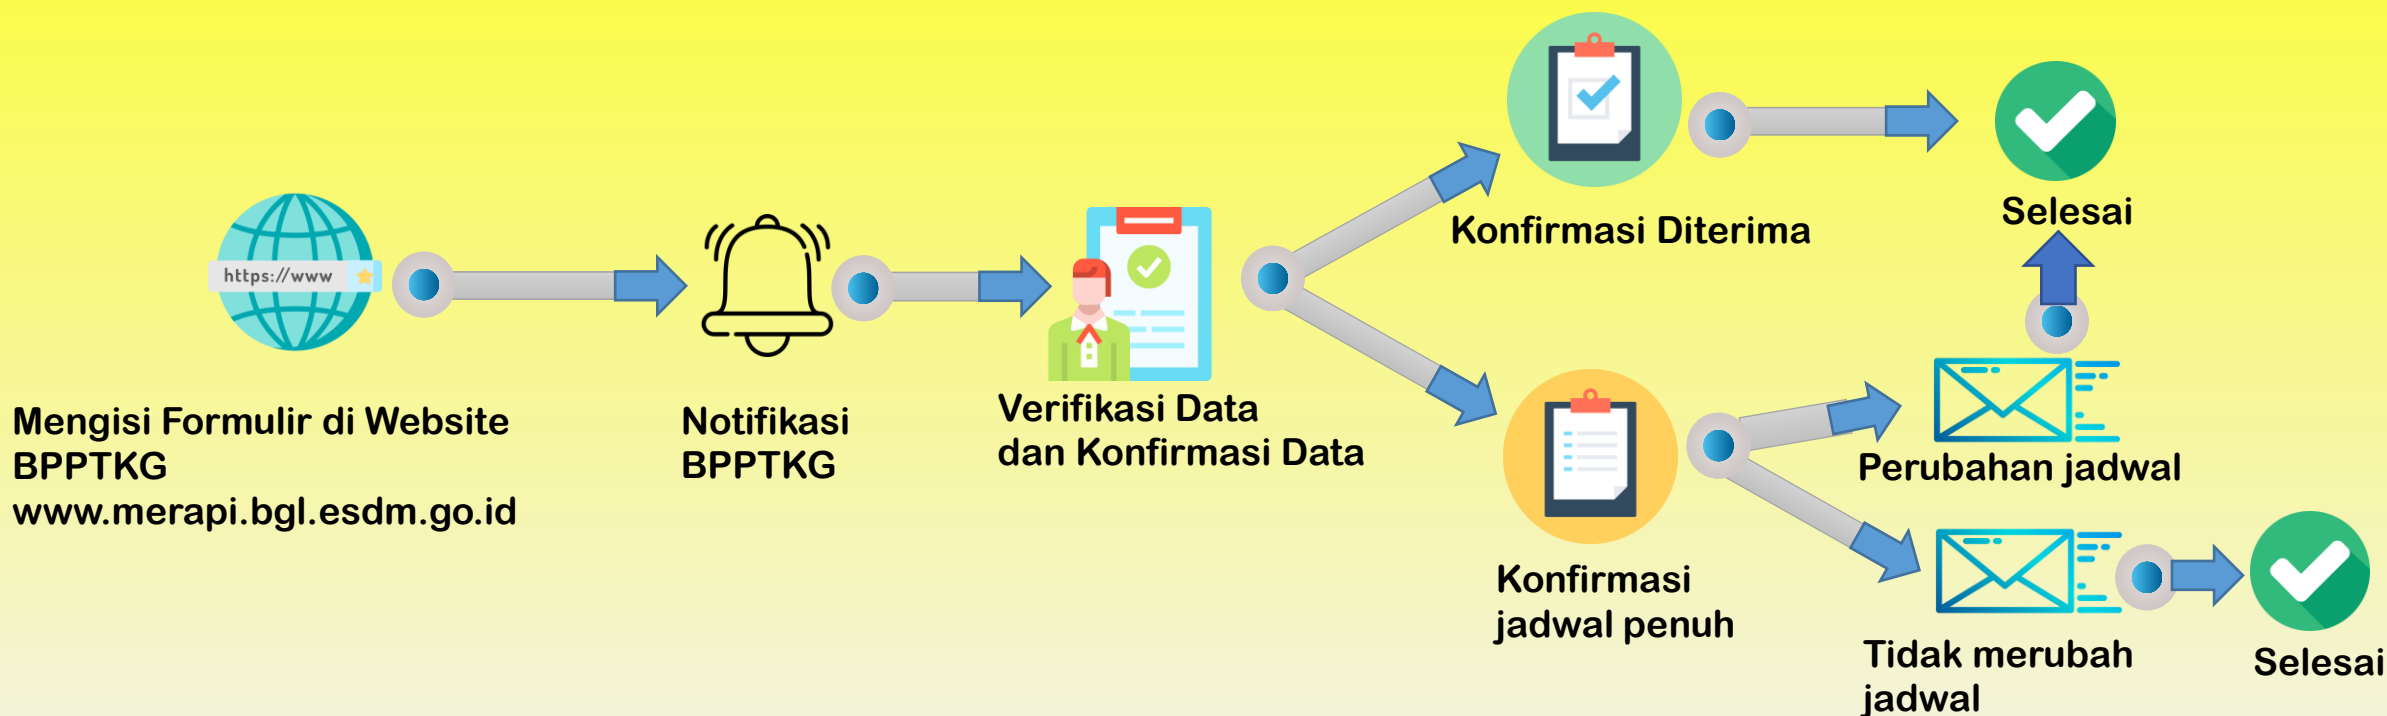 https://www
Mengisi Formulir di Website
BPPTKG
www.merapi.bgl.esdm.go.id
Notifikasi
BPPTKG
Verifikasi Data
dan Konfirmasi Data
Konfirmasi Diterima
Selesai
Konfirmasi
jadwal penuh
Perubahan jadwal
Tidak merubah
jadwal
Selesai